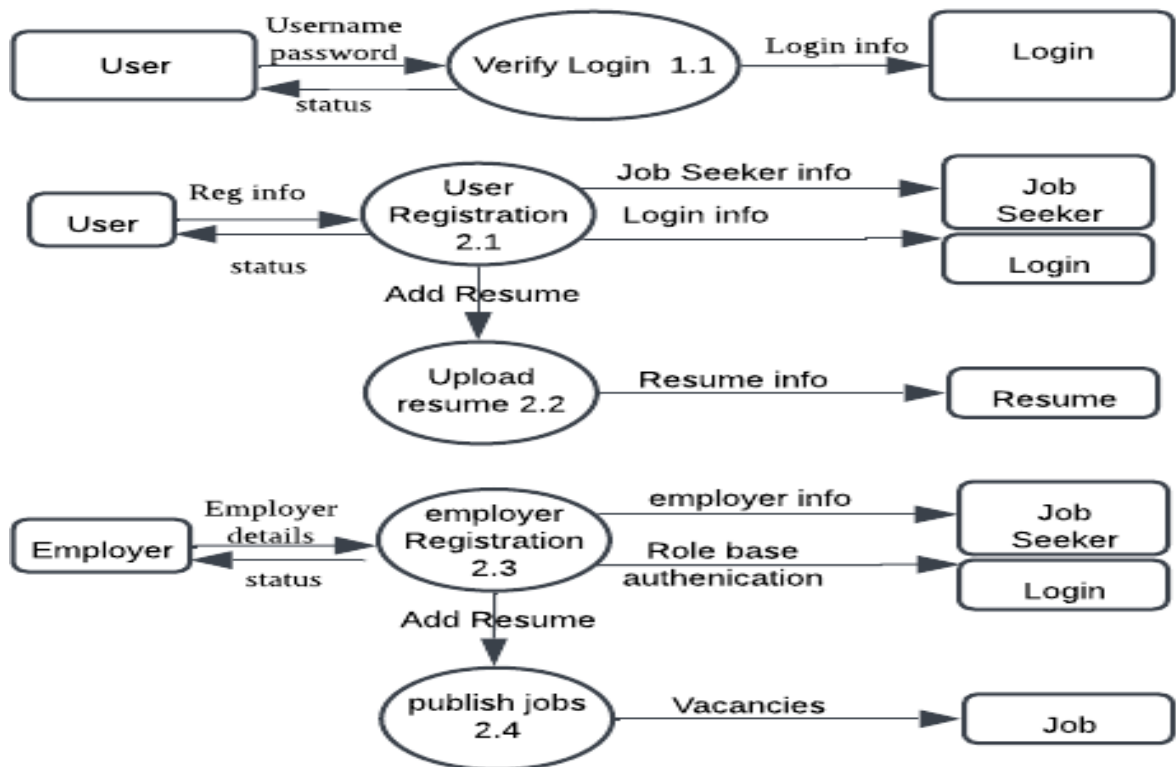 User
Username
password
status
Verify Login 1.1
Login info
Login
User
Reg info
status
User
Registration
2.1
Job Seeker info
Login info
Job
Seeker
Login
Add Resume
Upload
resume 2.2
Resume info
Resume
Employer
Employer
details
status
employer
Registration
2.3
employer info
Role base
authenication
Job
Seeker
Login
Add Resume
publish jobs
2.4
Vacancies
Job